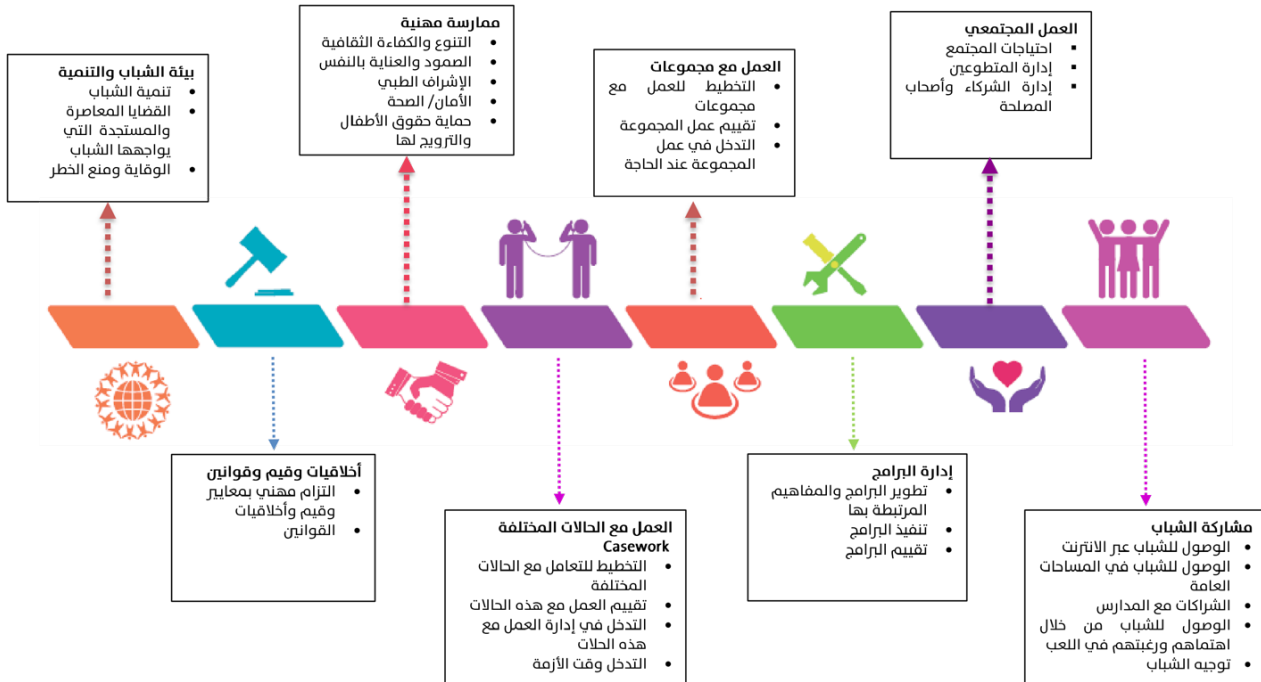 بيئة الشباب والتنمية
• تنمية الشباب
• القضايا المعاصرة
والمستجدة التي
يواجهها الشباب
• الوقاية ومنع الخطر
ممارسة مهنية
• التنوع والكفاءة الثقافية
• الصمود والعناية بالنفس
• الإشراف الطبي
• الأمان/ الصحة
• حماية حقوق الأطفال
والترويج لها
العمل مع مجموعات
• التخطيط للعمل مع
مجموعات
• تقييم عمل المجموعة
• التدخل في عمل
المجموعة عند الحاجة
العمل المجتمعي
▪ احتياجات المجتمع
▪ إدارة المتطوعين
▪ إدارة الشركاء وأصحاب
المصلحة
أخلاقيات وقيم وقوانين
• التزام مهني بمعايير
وقيم وأخلاقيات
• القوانين
العمل مع الحالات المختلفة
Casework
• التخطيط للتعامل مع الحالات
المختلفة
• تقييم العمل مع هذه الحالات
• التدخل في إدارة العمل مع
هذه الحلات
• التدخل وقت الأزمة
إدارة البرامج
• تطوير البرامج والمفاهيم
المرتبطة بها
• تنفيذ البرامج
• تقييم البرامج
مشاركة الشباب
• الوصول للشباب عبر الانترنت
• الوصول للشباب في المساحات
العامة
• الشراكات مع المدارس
• الوصول للشباب من خلال
اهتماهم ورغبتهم في اللعب
• توجيه الشباب